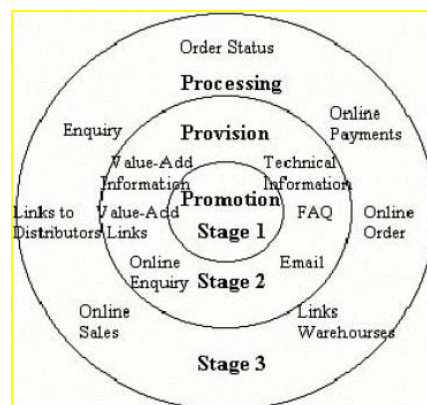 Order Status
Processing
Online
Payments
Enquiry
Provision
Value-Add
Information
Technical
Information
Promotion
Links to
Distributors
Value-Add
Links
FAQ
Online
Order
Stage 1
Online
Enquiry
Email
Stage 2
Online
Sales
Links
Warehourses
Stage 3